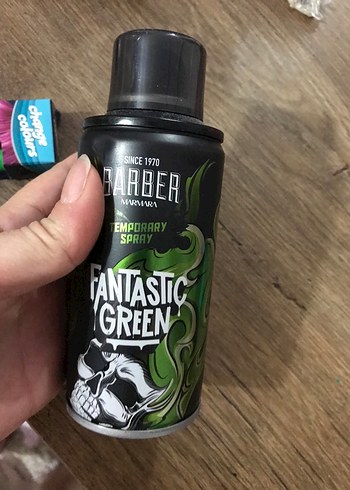 SINCE 1970
BARBER
MARMARA
TEMPORARY
SPRAY
FANTASTIC
GREEN
change
colours